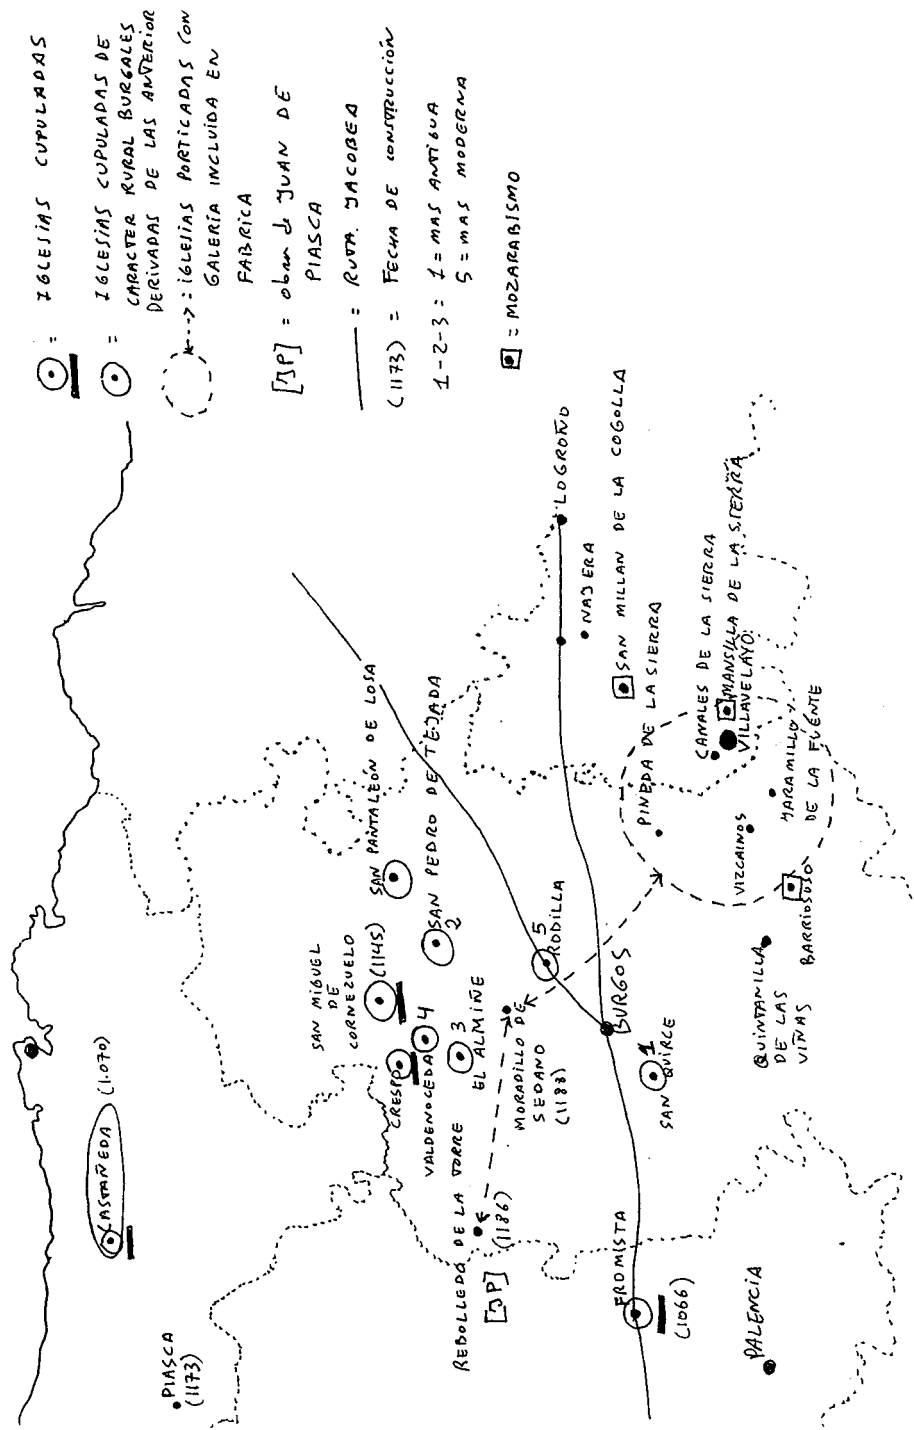 = IGLESIAS CUPULADAS
= IGLESIAS CUPULADAS DE
CARACTER RURAL BURGALES
DERIVADAS DE LAS ANTERIOR
: IGLESIAS PORTICADAS CON
GALERIA INCLUIDA EN
FABRICA
[JP] = obra de JUAN DE
PIASCA
= RUTA JACOBEA
(1173) = FECHA DE CONSTRUCCIÓN
1-2-3 = 1 = MAS ANTIGUA
5 = MAS MODERNA
= MOZARABISMO
PIASCA
(1173)
CASTAÑEDA (1.070)
SAN MIGUEL
DE
CORNEZUELO (1145)
SAN PANTALEÓN DE LOSA
CRESPO
VALDENOCEDA 4
SAN PEDRO DE TEJADA
2
3
EL ALMIÑE
REBOLLEDO DE LA TORRE
(1186)
[JP]
MORADILLO DE
SEDANO
(1188)
5
RODILLA
LOGROÑO
NAJERA
SAN MILLAN DE LA COGOLLA
FROMISTA
(1066)
BURGOS
1
SAN QUIRCE
PINEDA DE LA SIERRA
CANALES DE LA SIERRA
MANSILLA DE LA SIERRA
VILLAVELAYO
VIZCAINOS
JARAMILLO
DE LA FUENTE
BARRIOSUSO
QUINTANILLA
DE LAS
VIÑAS
PALENCIA